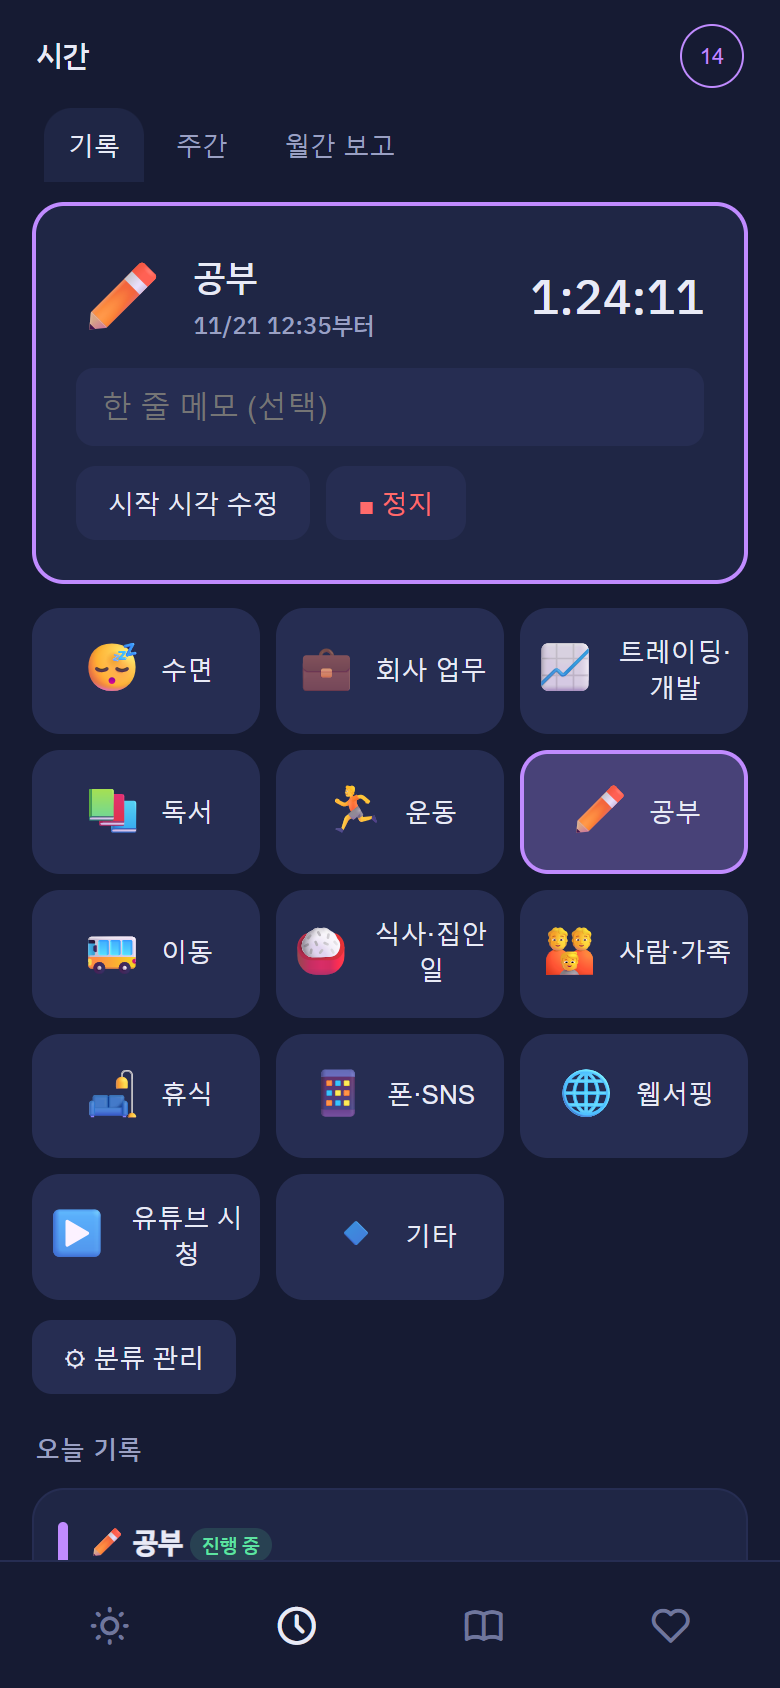 시간
14
기록
주간
월간 보고
공부
11/21 12:35부터
1:24:11
한 줄 메모 (선택)
시작 시각 수정
■ 정지
수면
회사 업무
트레이딩·
개발
독서
운동
공부
이동
식사·집안
일
사람·가족
휴식
폰·SNS
웹서핑
유튜브 시
청
기타
⚙ 분류 관리
오늘 기록
공부 진행 중